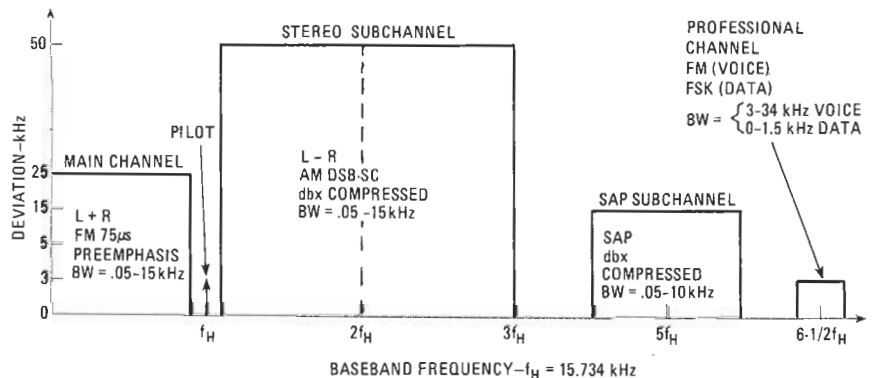 STEREO SUBCHANNEL
PROFESSIONAL
CHANNEL
FM (VOICE)
FSK (DATA)
BW = { 3-34 kHz VOICE
0-1.5 kHz DATA
DEVIATION-kHz
50
25
15
5
3
0
PILOT
MAIN CHANNEL
L + R
FM 75µs
PREEMPHASIS
BW = .05-15 kHz
L - R
AM DSB-SC
dbx COMPRESSED
BW = .05-15kHz
SAP SUBCHANNEL
SAP
dbx
COMPRESSED
BW = .05-10kHz
fH
2fH
3fH
5fH
6-1/2fH
BASEBAND FREQUENCY-fH = 15.734 kHz